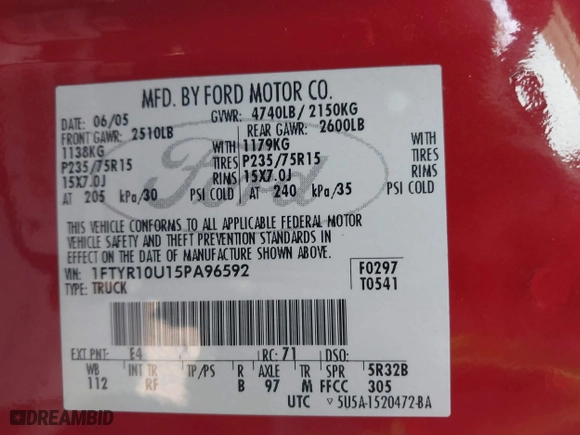 MFD. BY FORD MOTOR CO.
DATE: 06/05 GVWR: 4740LB/ 2150KG
FRONT GAWR: 2510LB REAR GAWR: 2600LB
1138KG WITH 1179KG WITH
P235/75R15 TIRES P235/75R15 TIRES
15X7.0J RIMS 15X7.0J RIMS
AT 205 kPa/30 PSI COLD AT 240 kPa/35 PSI COLD
THIS VEHICLE CONFORMS TO ALL APPLICABLE FEDERAL MOTOR
VEHICLE SAFETY AND THEFT PREVENTION STANDARDS IN
EFFECT ON THE DATE OF MANUFACTURE SHOWN ABOVE.
VIN: 1FTYR10U15PA96592 F0297
TYPE: TRUCK T0541
EXT PNT: E4 RC: 71 DSO:
WB INT TR TP/PS R AXLE TR SPR 5R32B
112 RF B 97 M FFCC 305
UTC ▽5U5A-1520472-BA
Ford
DREAMBID